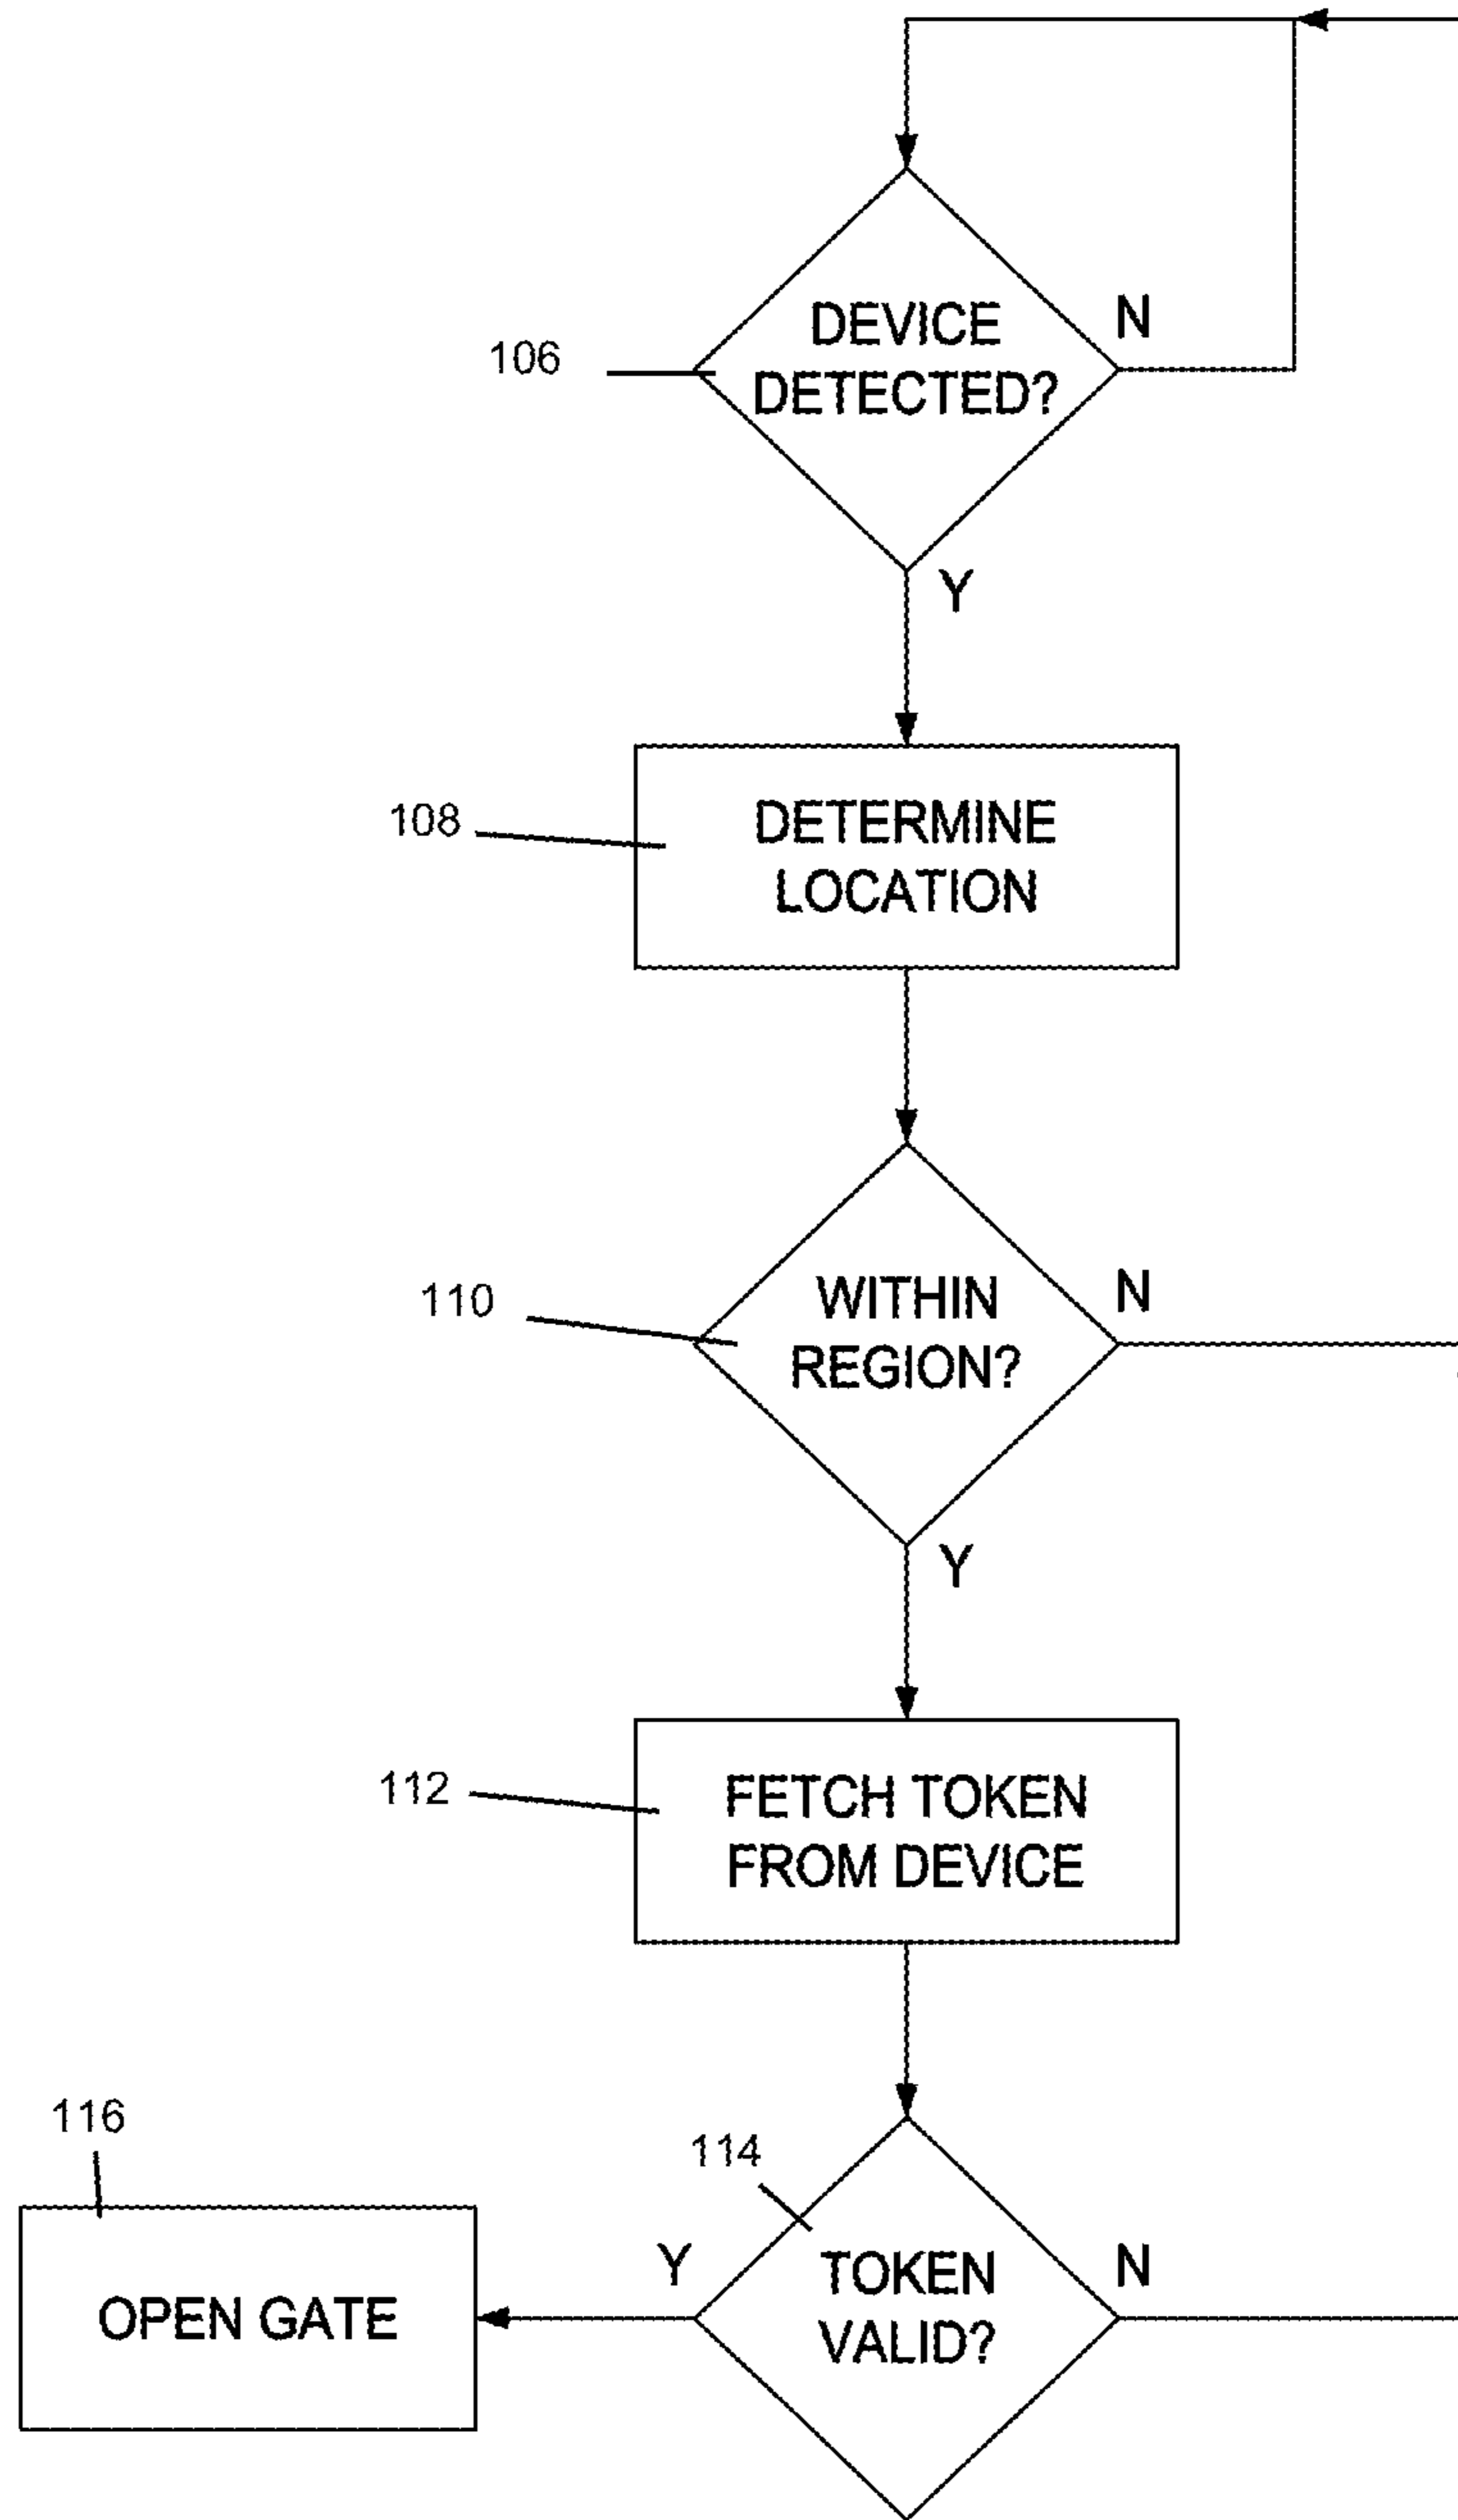 DEVICE
DETECTED?
N
106
Y
108
DETERMINE
LOCATION
110
WITHIN
REGION?
N
Y
112
FETCH TOKEN
FROM DEVICE
116
114
Y
TOKEN
VALID?
N
OPEN GATE